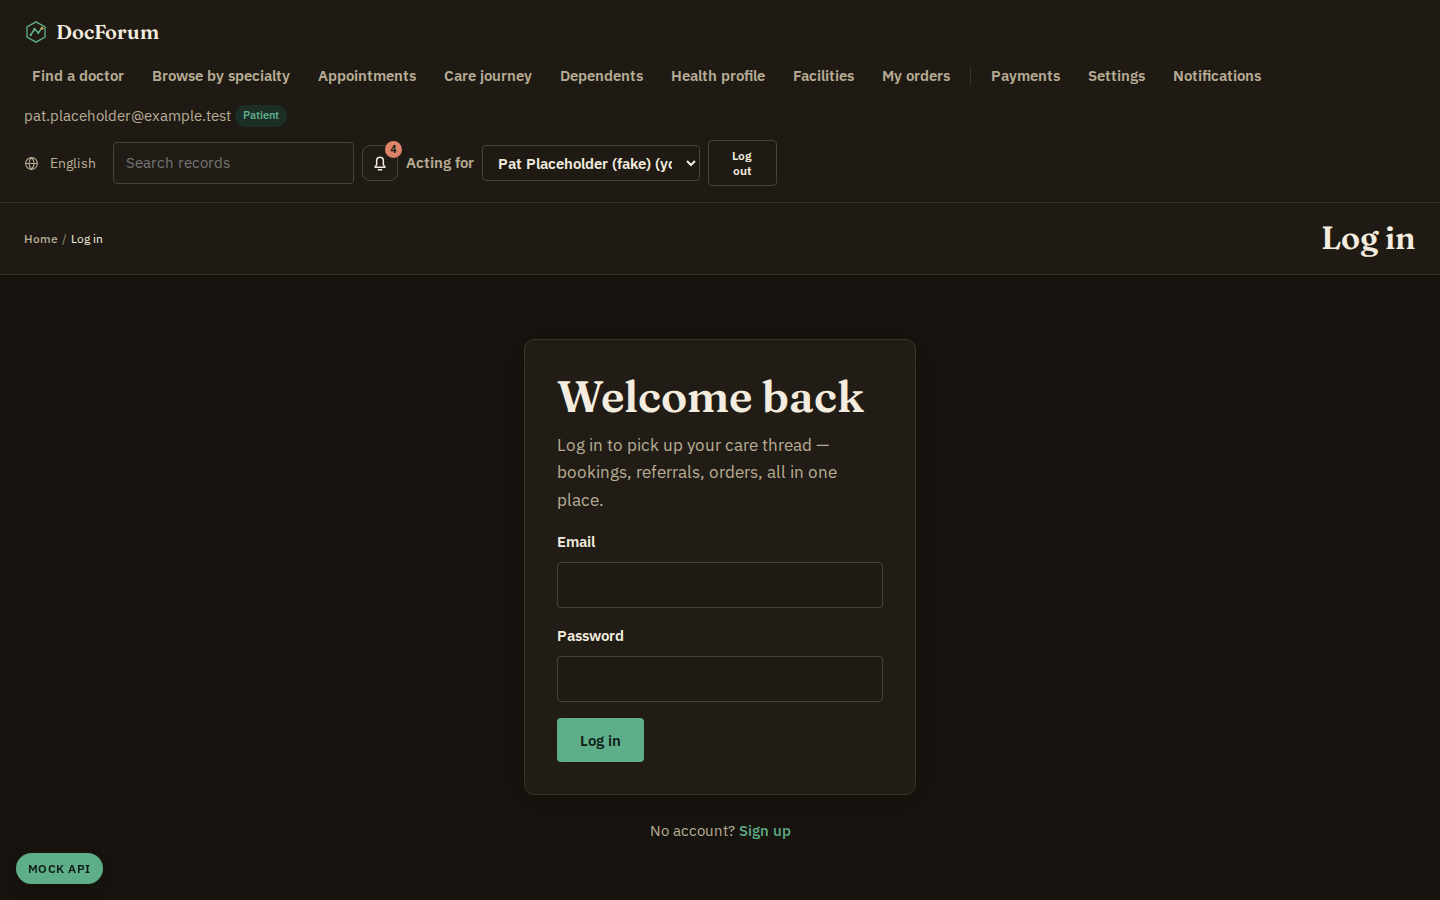 DocForum
Find a doctor Browse by specialty Appointments Care journey Dependents Health profile Facilities My orders Payments Settings Notifications
pat.placeholder@example.test Patient
English Search records 4 Acting for Pat Placeholder (fake) (yo Log out
Home / Log in Log in
Welcome back
Log in to pick up your care thread —
bookings, referrals, orders, all in one
place.
Email
Password
Log in
No account? Sign up
MOCK API